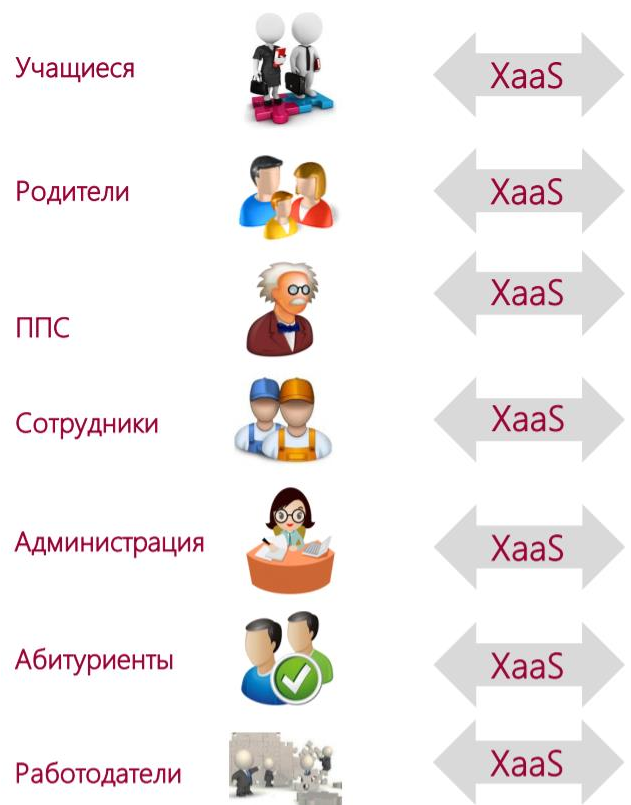 Учащиеся
XaaS
Родители
XaaS
ППС
XaaS
Сотрудники
XaaS
Администрация
XaaS
Абитуриенты
XaaS
Работодатели
XaaS